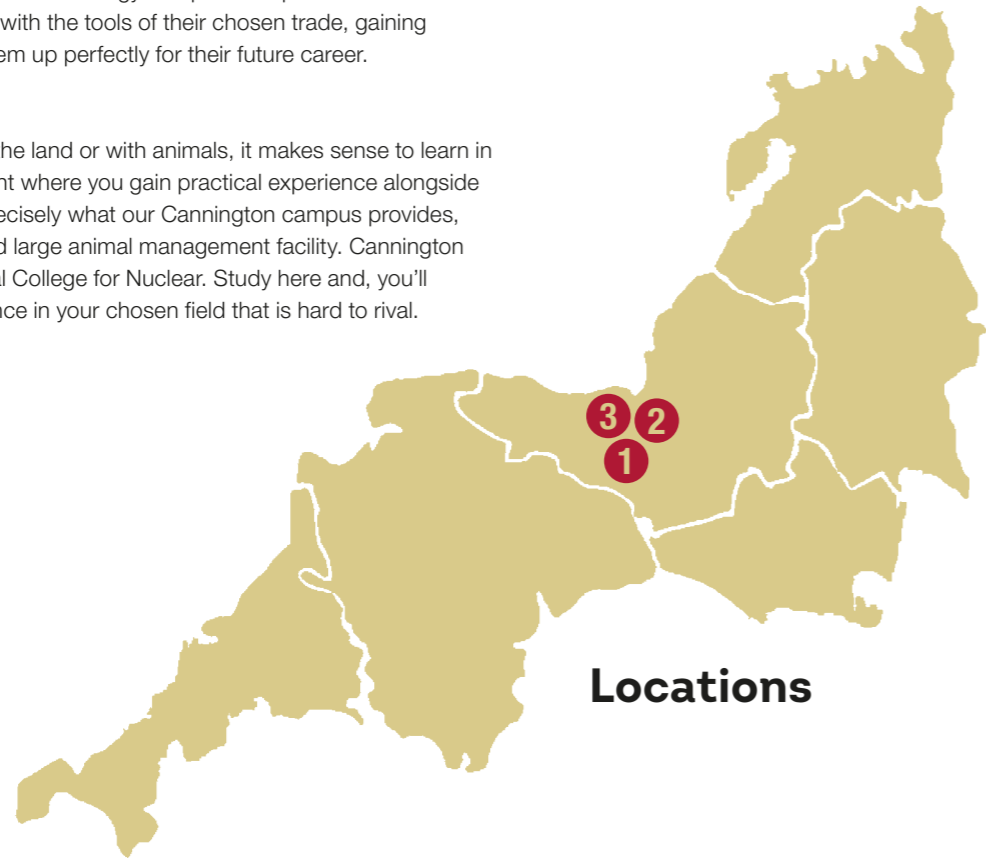 with the tools of their chosen trade, gaining
em up perfectly for their future career.
he land or with animals, it makes sense to learn in
nt where you gain practical experience alongside
ecisely what our Cannington campus provides,
d large animal management facility. Cannington
al College for Nuclear. Study here and, you'll
nce in your chosen field that is hard to rival.
3 2
1
Locations